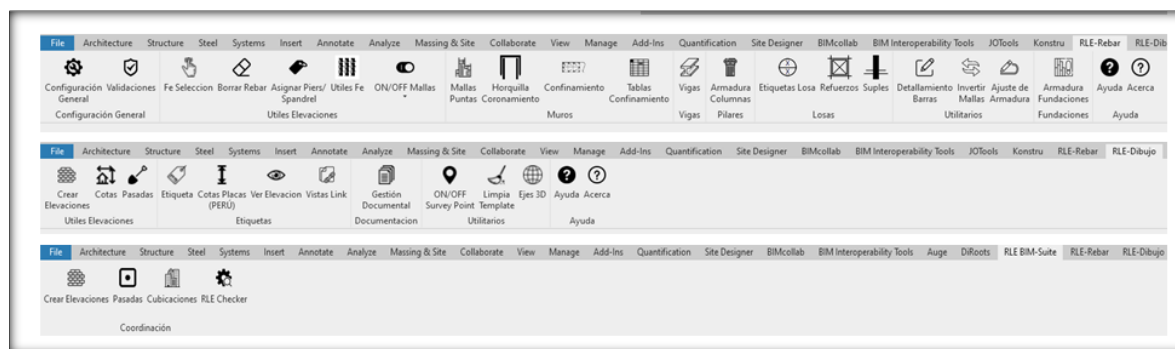 File Architecture Structure Steel Systems Insert Annotate Analyze Massing & Site Collaborate View Manage Add-Ins Quantification Site Designer BIMcollab BIM Interoperability Tools JOTools Konstru RLE-Rebar RLE-Dib
Configuración General Validaciones Fe Seleccion Borrar Rebar Asignar Piers/ Spandrel Utiles Fe ON/OFF Mallas Mallas Puntas Horquilla Coronamiento Confinamiento Tablas Confinamiento Vigas Armadura Columnas Etiquetas Losa Refuerzos Suples Detallamiento Barras Invertir Mallas Ajuste de Armadura Armadura Fundaciones Ayuda Acerca
Configuración General Utiles Elevaciones Muros Vigas Pilares Losas Utilitarios Fundaciones Ayuda
File Architecture Structure Steel Systems Insert Annotate Analyze Massing & Site Collaborate View Manage Add-Ins Quantification Site Designer BIMcollab BIM Interoperability Tools JOTools Konstru RLE-Rebar RLE-Dibujo
Crear Elevaciones Cotas Pasadas Etiqueta Cotas Placas (PERÚ) Ver Elevacion Vistas Link Gestión Documental ON/OFF Survey Point Limpia Template Ejes 3D Ayuda Acerca
Utiles Elevaciones Etiquetas Documentacion Utilitarios Ayuda
File Architecture Structure Steel Systems Insert Annotate Analyze Massing & Site Collaborate View Manage Add-Ins Quantification Site Designer BIMcollab BIM Interoperability Tools Auge DiRoots RLE BIM-Suite RLE-Rebar RLE-Dibujo
Crear Elevaciones Pasadas Cubicaciones RLE Checker
Coordinación